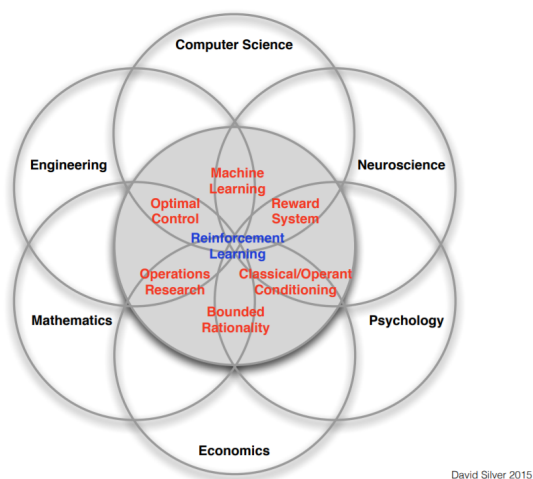 Computer Science
Engineering
Neuroscience
Machine
Learning
Optimal
Control
Reward
System
Reinforcement
Learning
Operations
Research
Classical/Operant
Conditioning
Bounded
Rationality
Mathematics
Psychology
Economics
David Silver 2015